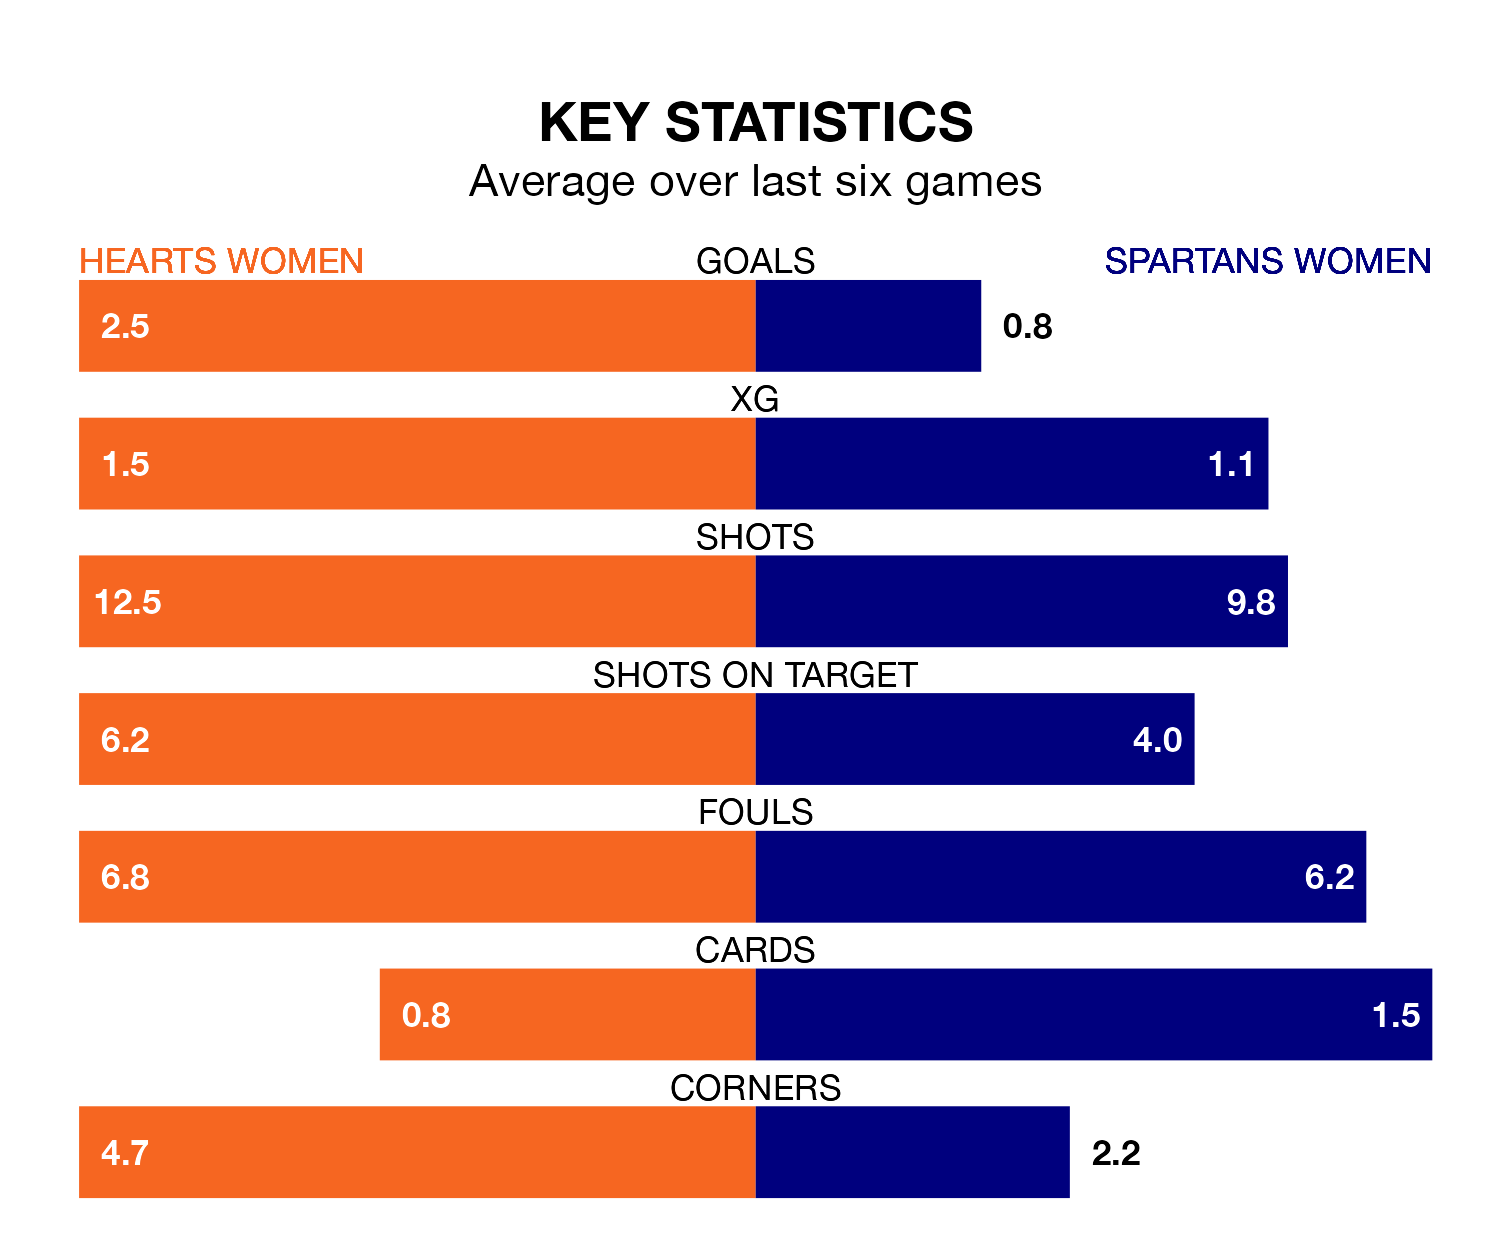 KEY STATISTICS
Average over last six games
HEARTS WOMEN GOALS SPARTANS WOMEN
2.5 0.8
XG
1.5 1.1
SHOTS
12.5 9.8
SHOTS ON TARGET
6.2 4.0
FOULS
6.8 6.2
CARDS
0.8 1.5
CORNERS
4.7 2.2